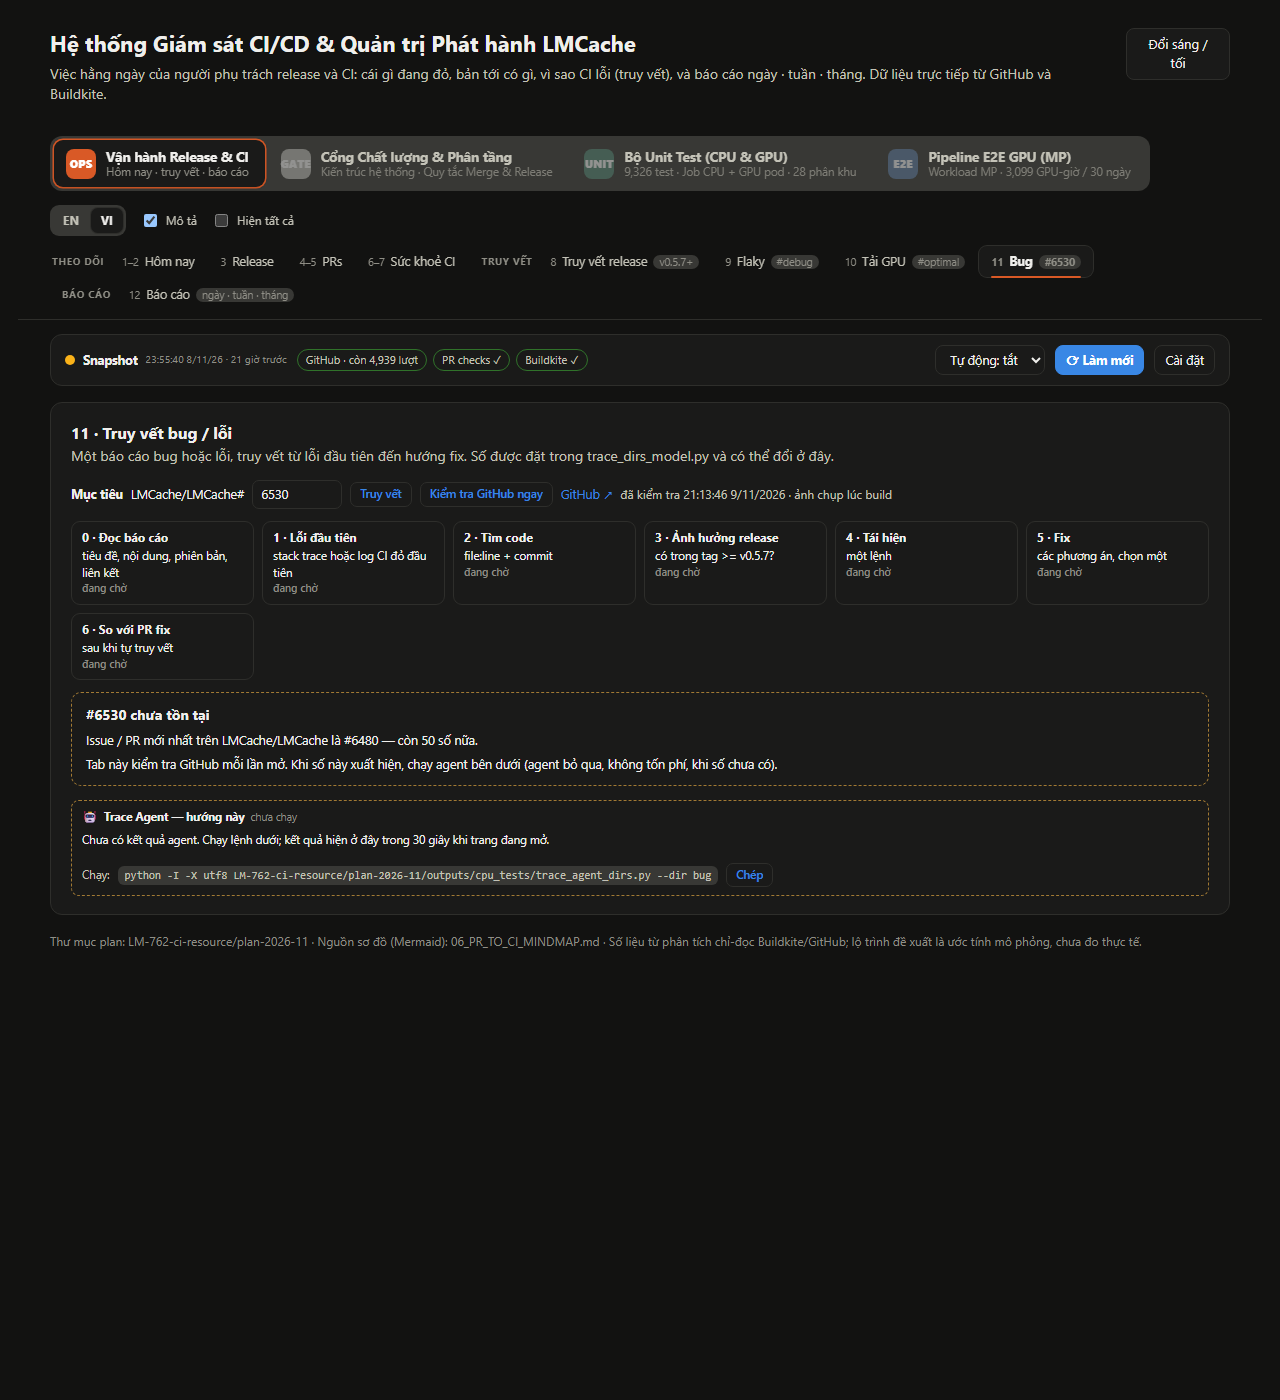 Hệ thống Giám sát CI/CD & Quản trị Phát hành LMCache
Đổi sáng /
tối
Việc hằng ngày của người phụ trách release và CI: cái gì đang đỏ, bản tới có gì, vì sao CI lỗi (truy vết), và báo cáo ngày · tuần · tháng. Dữ liệu trực tiếp từ GitHub và
Buildkite.
OPS
Vận hành Release & CI
Hôm nay · truy vết · báo cáo
GATE
Cổng Chất lượng & Phân tầng
Kiến trúc hệ thống · Quy tắc Merge & Release
UNIT
Bộ Unit Test (CPU & GPU)
9,326 test · Job CPU + GPU pod · 28 phân khu
E2E
Pipeline E2E GPU (MP)
Workload MP · 3,099 GPU-giờ / 30 ngày
EN VI Mô tả Hiện tất cả
THEO DÕI 1–2 Hôm nay 3 Release 4–5 PRs 6–7 Sức khoẻ CI TRUY VẾT 8 Truy vết release v0.5.7+ 9 Flaky #debug 10 Tải GPU #optimal 11 Bug #6530
BÁO CÁO 12 Báo cáo ngày · tuần · tháng
Snapshot 23:55:40 8/11/26 · 21 giờ trước GitHub · còn 4,939 lượt PR checks ✓ Buildkite ✓ Tự động: tắt ⟳ Làm mới Cài đặt
11 · Truy vết bug / lỗi
Một báo cáo bug hoặc lỗi, truy vết từ lỗi đầu tiên đến hướng fix. Số được đặt trong trace_dirs_model.py và có thể đổi ở đây.
Mục tiêu LMCache/LMCache# 6530 Truy vết Kiểm tra GitHub ngay GitHub ↗ đã kiểm tra 21:13:46 9/11/2026 · ảnh chụp lúc build
0 · Đọc báo cáo
tiêu đề, nội dung, phiên bản,
liên kết
đang chờ
1 · Lỗi đầu tiên
stack trace hoặc log CI đỏ đầu
tiên
đang chờ
2 · Tìm code
file:line + commit
đang chờ
3 · Ảnh hưởng release
có trong tag >= v0.5.7?
đang chờ
4 · Tái hiện
một lệnh
đang chờ
5 · Fix
các phương án, chọn một
đang chờ
6 · So với PR fix
sau khi tự truy vết
đang chờ
#6530 chưa tồn tại
Issue / PR mới nhất trên LMCache/LMCache là #6480 — còn 50 số nữa.
Tab này kiểm tra GitHub mỗi lần mở. Khi số này xuất hiện, chạy agent bên dưới (agent bỏ qua, không tốn phí, khi số chưa có).
Trace Agent — hướng này chưa chạy
Chưa có kết quả agent. Chạy lệnh dưới; kết quả hiện ở đây trong 30 giây khi trang đang mở.
Chạy: python -I -X utf8 LM-762-ci-resource/plan-2026-11/outputs/cpu_tests/trace_agent_dirs.py --dir bug Chép
Thư mục plan: LM-762-ci-resource/plan-2026-11 · Nguồn sơ đồ (Mermaid): 06_PR_TO_CI_MINDMAP.md · Số liệu từ phân tích chỉ-đọc Buildkite/GitHub; lộ trình đề xuất là ước tính mô phỏng, chưa đo thực tế.